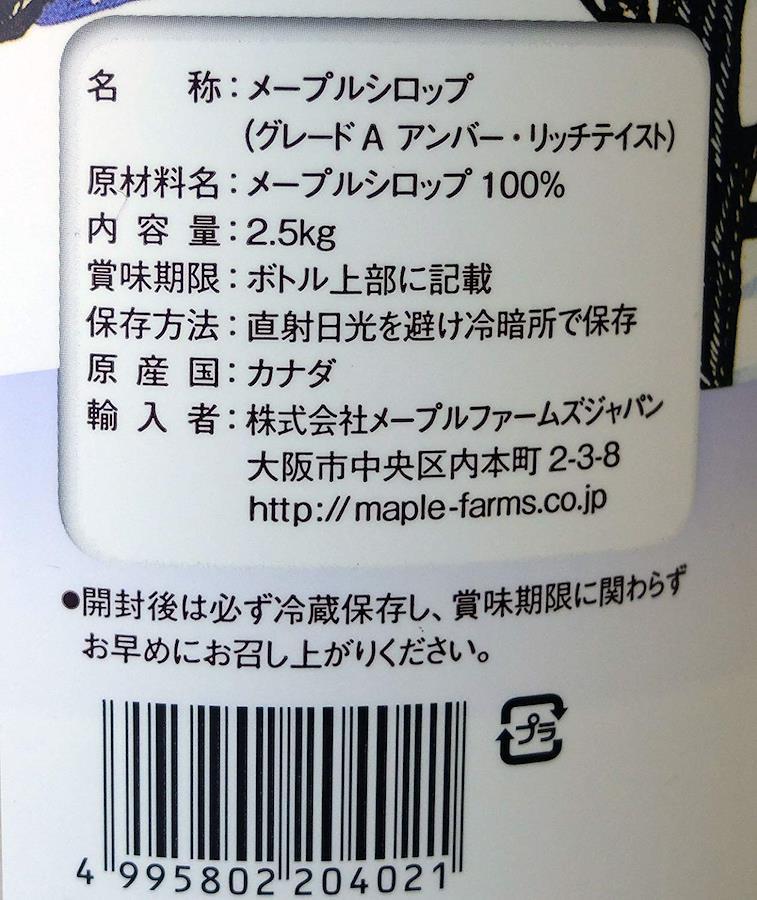 名　　称：メープルシロップ
（グレードA アンバー・リッチテイスト）
原材料名：メープルシロップ 100%
内 容 量：2.5kg
賞味期限：ボトル上部に記載
保存方法：直射日光を避け冷暗所で保存
原 産 国：カナダ
輸 入 者：株式会社メープルファームズジャパン
大阪市中央区内本町 2-3-8
http://maple-farms.co.jp
●開封後は必ず冷蔵保存し、賞味期限に関わらず
お早めにお召し上がりください。
プラ
4 995802 204021